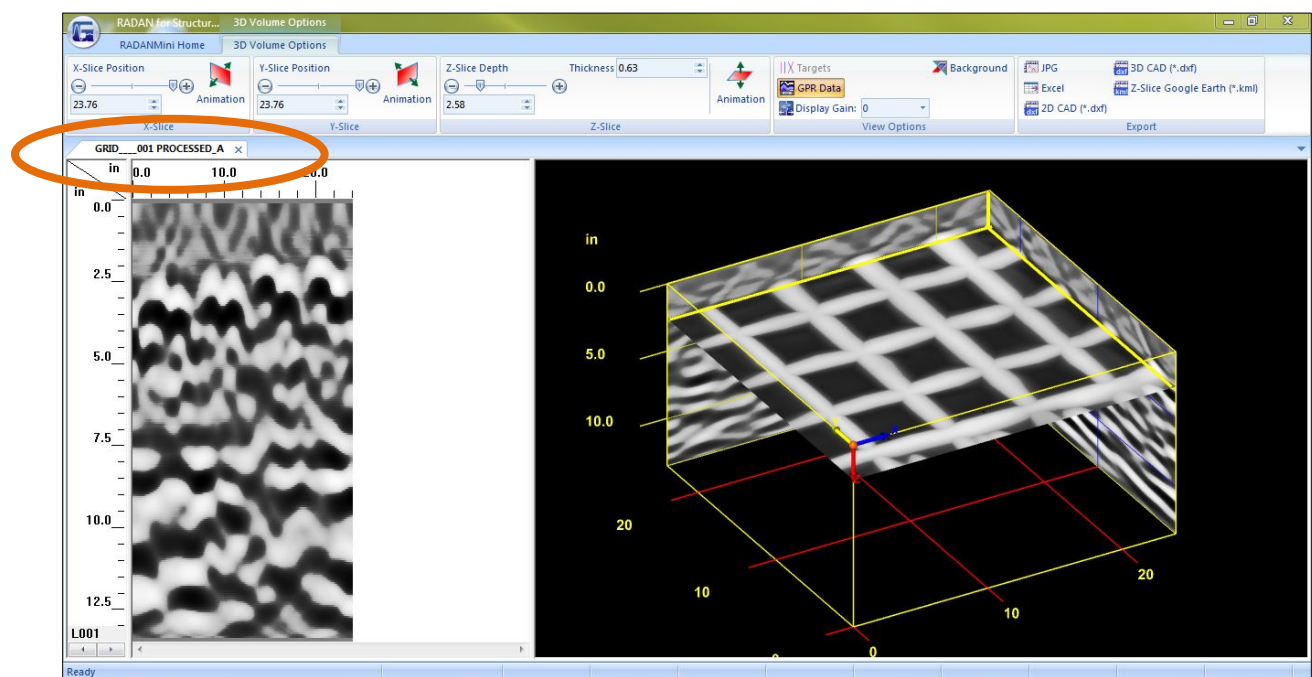 RADAN for Structur... 3D Volume Options
RADANMini Home 3D Volume Options
X-Slice Position
23.76
Animation
X-Slice
Y-Slice Position
23.76
Animation
Y-Slice
Z-Slice Depth Thickness 0.63
2.58
Animation
Z-Slice
Targets Background
GPR Data
Display Gain: 0
View Options
JPG 3D CAD (*.dxf)
Excel Z-Slice Google Earth (*.kml)
2D CAD (*.dxf)
Export
GRID____001 PROCESSED_A x
in 0.0 10.0
in
0.0
2.5
5.0
7.5
10.0
12.5
L001
in
0.0
5.0
10.0
20
10
0
10
20
X
Ready